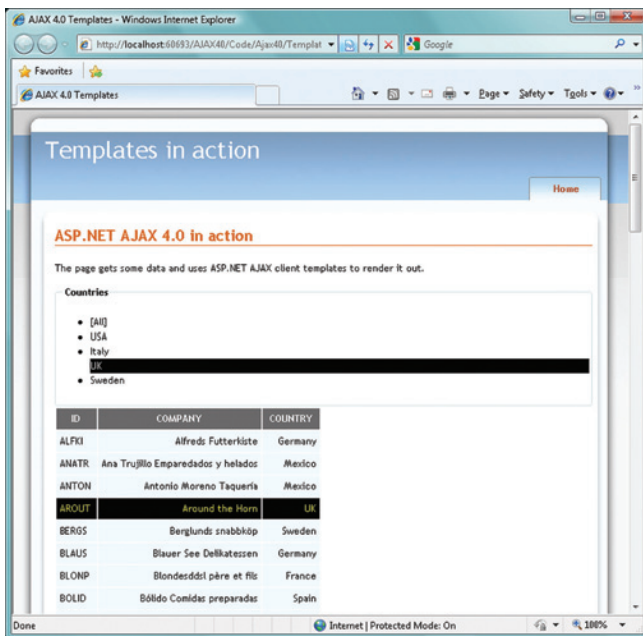 AJAX 4.0 Templates - Windows Internet Explorer
http://localhost:60693/AJAX40/Code/Ajax40/Templat
Google
Favorites
AJAX 4.0 Templates
Page Safety Tools
Templates in action
Home
ASP.NET AJAX 4.0 in action
The page gets some data and uses ASP.NET AJAX client templates to render it out.
Countries
• [All]
• USA
• Italy
UK
• Sweden
ID COMPANY COUNTRY
ALFKI Alfreds Futterkiste Germany
ANATR Ana Trujillo Emparedados y helados Mexico
ANTON Antonio Moreno Taquería Mexico
AROUT Around the Horn UK
BERGS Berglunds snabbköp Sweden
BLAUS Blauer See Delikatessen Germany
BLONP Blondesddsl père et fils France
BOLID Bólido Comidas preparadas Spain
Done Internet | Protected Mode: On 100%